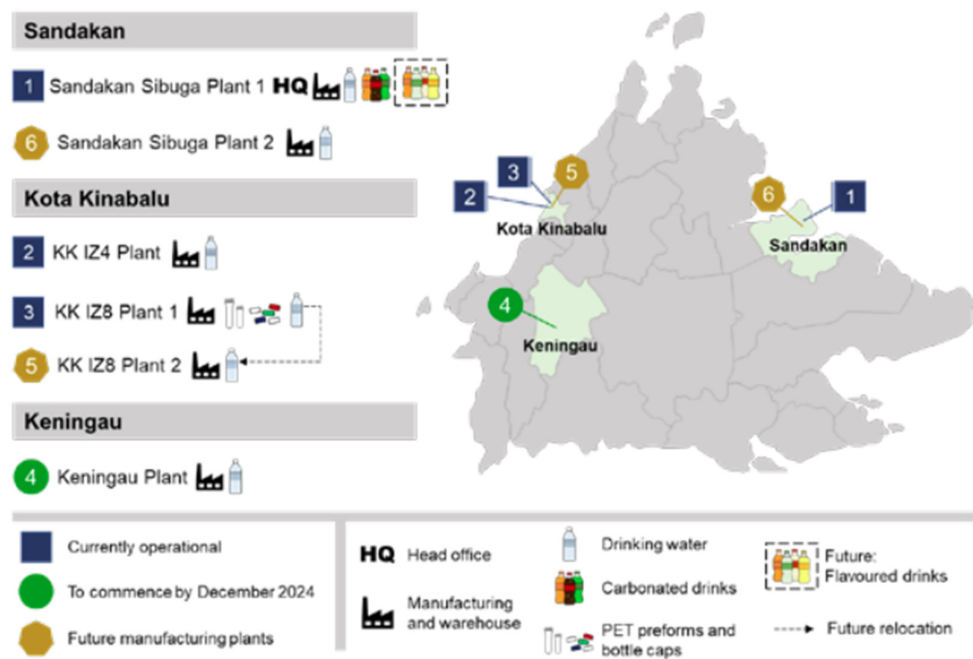 Sandakan
1 Sandakan Sibuga Plant 1 HQ
6 Sandakan Sibuga Plant 2
Kota Kinabalu
2 KK IZ4 Plant
3 KK IZ8 Plant 1
5 KK IZ8 Plant 2
Keningau
4 Keningau Plant
3 5
2
Kota Kinabalu
6 1
Sandakan
4
Keningau
Currently operational
To commence by December 2024
Future manufacturing plants
HQ Head office
Manufacturing
and warehouse
Drinking water
Carbonated drinks
PET preforms and
bottle caps
Future:
Flavoured drinks
Future relocation